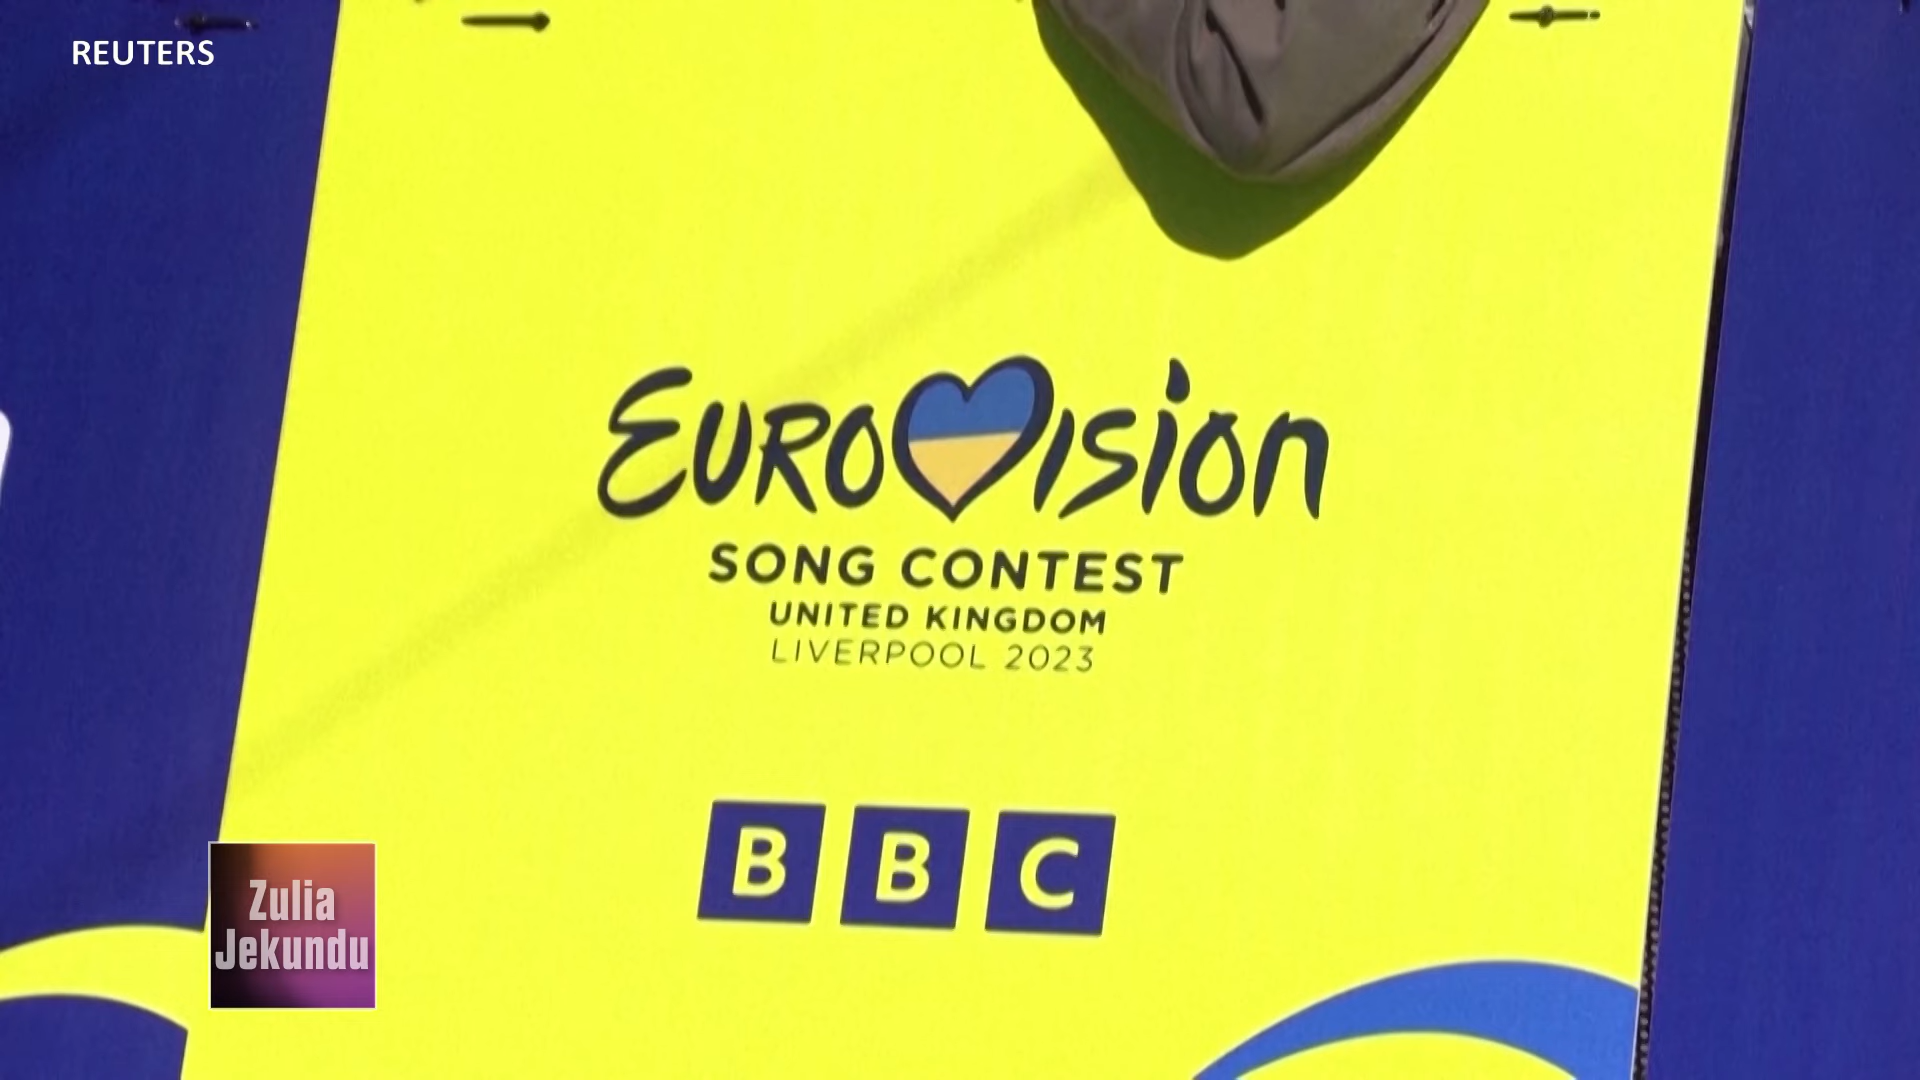 REUTERS
EUROVISION
SONG CONTEST
UNITED KINGDOM
LIVERPOOL 2023
BBC
Zulia
Jekundu